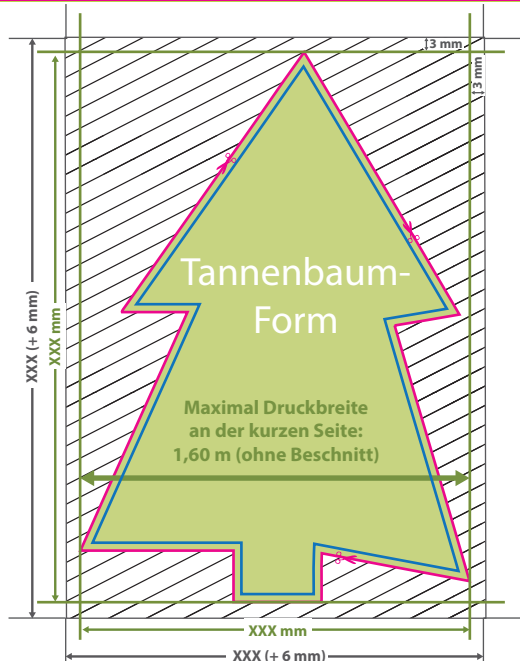 3 mm
3 mm
XXX (+ 6 mm)
XXX mm
Tannenbaum-
Form
Maximal Druckbreite
an der kurzen Seite:
1,60 m (ohne Beschnitt)
XXX mm
XXX (+ 6 mm)